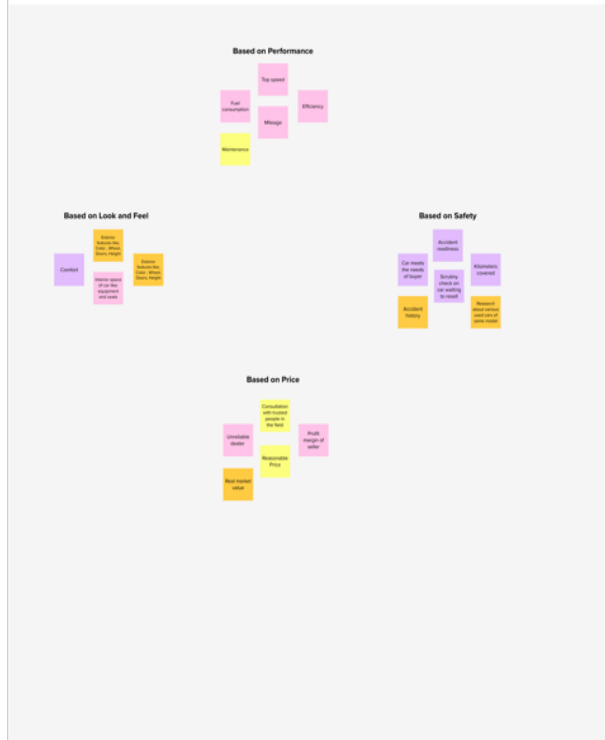 Based on Performance
Top speed
Fuel
consumption
Efficiency
Mileage
Maintenance
Based on Look and Feel
Exterior
features like,
Color , Wheel,
Doors, Height
Comfort
Exterior
features like,
Color , Wheel,
Doors, Height
Interior space
of car like
equipment
and seats
Based on Safety
Accident
readiness
Car meets
the needs
of buyer
Kilometers
covered
Scrutiny
check on
car waiting
to resell
Accident
history
Research
about various
used cars of
same model
Based on Price
Consultation
with trusted
people in
the field
Unreliable
dealer
Profit
margin of
seller
Reasonable
Price
Real market
value